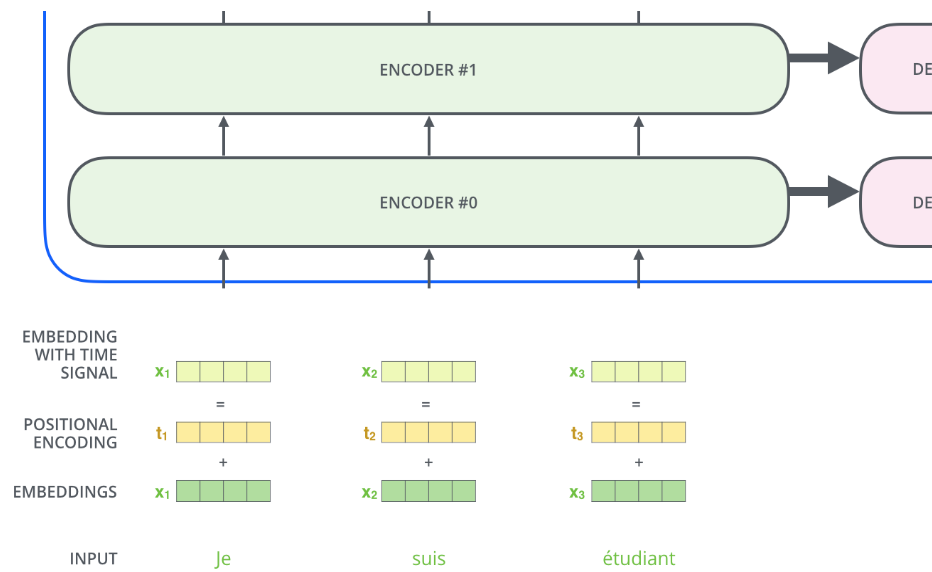 ENCODER #1
DE
ENCODER #0
DE
EMBEDDING
WITH TIME
SIGNAL
x1
x2
x3
= = =
POSITIONAL
ENCODING
t1
t2
t3
+ + +
EMBEDDINGS
x1
x2
x3
INPUT
Je
suis
étudiant